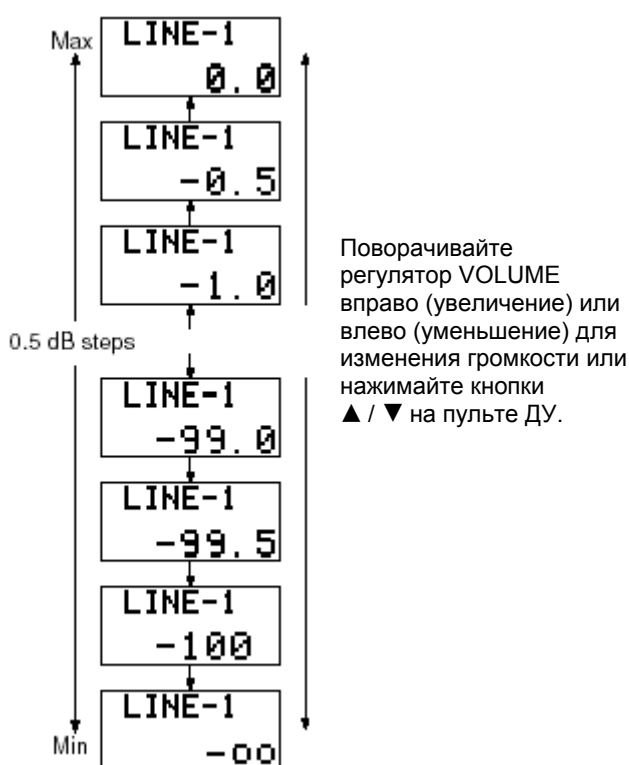 Max
LINE-1
0.0
LINE-1
-0.5
LINE-1
-1.0
0.5 dB steps
LINE-1
-99.0
LINE-1
-99.5
LINE-1
-100
LINE-1
-oo
Min
Поворачивайте
регулятор VOLUME
вправо (увеличение) или
влево (уменьшение) для
изменения громкости или
нажимайте кнопки
▲ / ▼ на пульте ДУ.